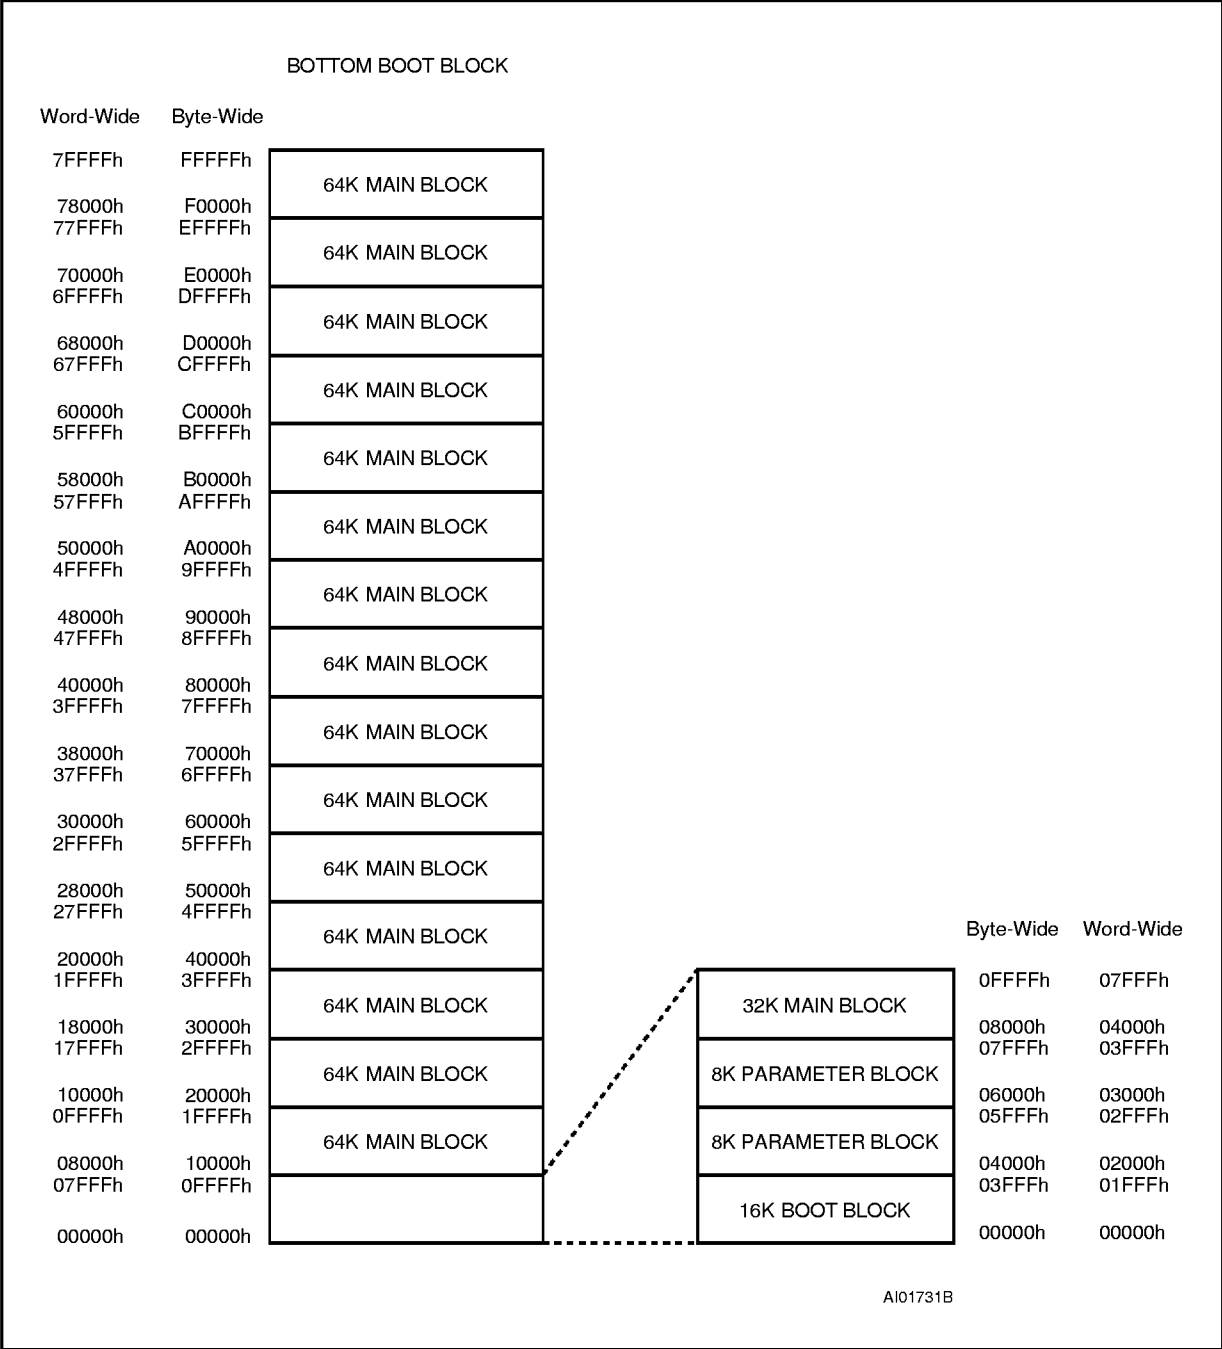 BOTTOM BOOT BLOCK
Word-Wide Byte-Wide
7FFFFh FFFFFh
64K MAIN BLOCK
78000h F0000h
77FFFh EFFFFh
64K MAIN BLOCK
70000h E0000h
6FFFFh DFFFFh
64K MAIN BLOCK
68000h D0000h
67FFFh CFFFFh
64K MAIN BLOCK
60000h C0000h
5FFFFh BFFFFh
64K MAIN BLOCK
58000h B0000h
57FFFh AFFFFh
64K MAIN BLOCK
50000h A0000h
4FFFFh 9FFFFh
64K MAIN BLOCK
48000h 90000h
47FFFh 8FFFFh
64K MAIN BLOCK
40000h 80000h
3FFFFh 7FFFFh
64K MAIN BLOCK
38000h 70000h
37FFFh 6FFFFh
64K MAIN BLOCK
30000h 60000h
2FFFFh 5FFFFh
64K MAIN BLOCK
28000h 50000h
27FFFh 4FFFFh
64K MAIN BLOCK
20000h 40000h
1FFFFh 3FFFFh
64K MAIN BLOCK
18000h 30000h
17FFFh 2FFFFh
64K MAIN BLOCK
10000h 20000h
0FFFFh 1FFFFh
64K MAIN BLOCK
08000h 10000h
07FFFh 0FFFFh
00000h 00000h
Byte-Wide Word-Wide
0FFFFh 07FFFh
32K MAIN BLOCK
08000h 04000h
07FFFh 03FFFh
8K PARAMETER BLOCK
06000h 03000h
05FFFh 02FFFh
8K PARAMETER BLOCK
04000h 02000h
03FFFh 01FFFh
16K BOOT BLOCK
00000h 00000h
AI01731B